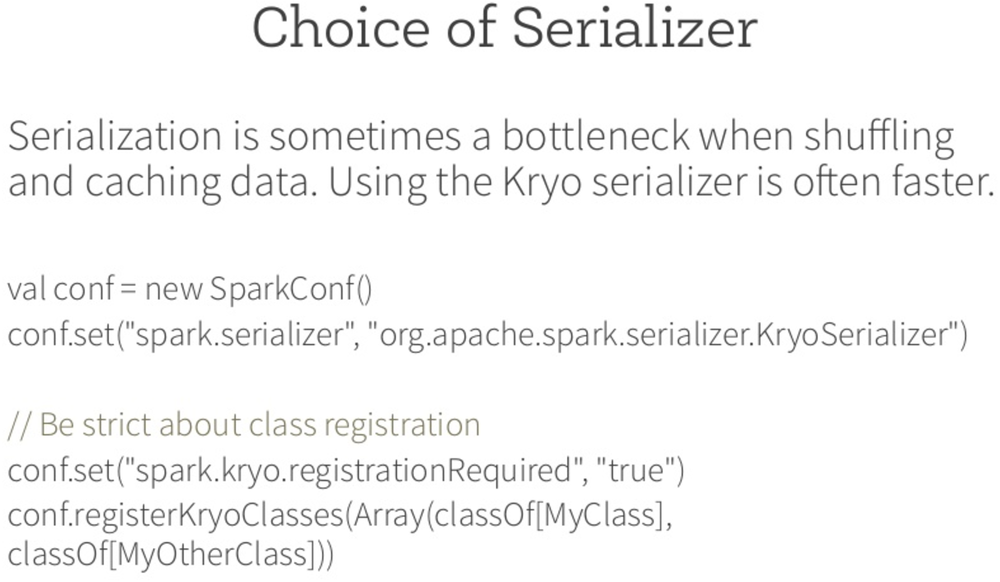 Choice of Serializer
Serialization is sometimes a bottleneck when shuffling
and caching data. Using the Kryo serializer is often faster.
val conf = new SparkConf()
conf.set("spark.serializer", "org.apache.spark.serializer.KryoSerializer")
// Be strict about class registration
conf.set("spark.kryo.registrationRequired", "true")
conf.registerKryoClasses(Array(classOf[MyClass],
classOf[MyOtherClass]))